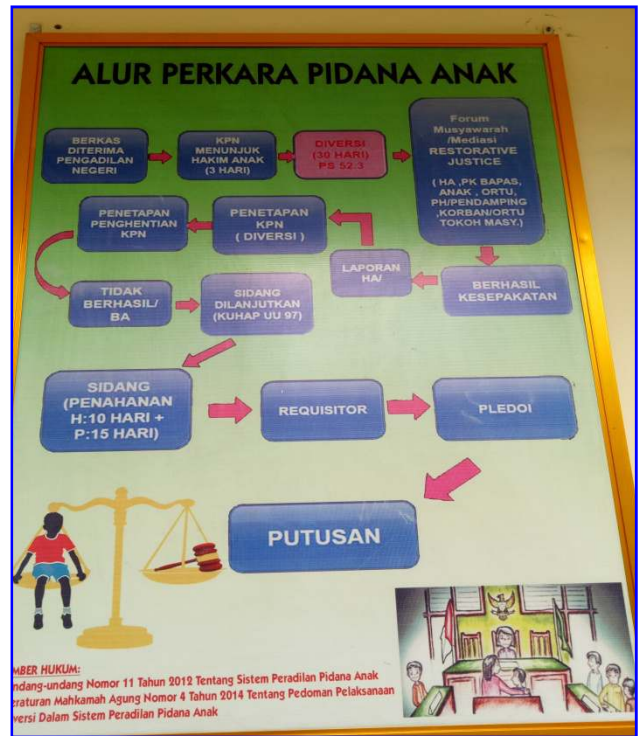 ALUR PERKARA PIDANA ANAK
BERKAS
DITERIMA
PENGADILAN
NEGERI
KPN
MENUNJUK
HAKIM ANAK
(3 HARI)
DIVERSI
(30 HARI)
PS 52.3
Forum
Musyawarah
/Mediasi
RESTORATIVE
JUSTICE
( HA ,PK BAPAS,
ANAK , ORTU,
PH/PENDAMPING
,KORBAN/ORTU
TOKOH MASY.)
BERHASIL
KESEPAKATAN
LAPORAN
HA/
PENETAPAN
KPN
( DIVERSI )
PENETAPAN
PENGHENTIAN
KPN
TIDAK
BERHASIL/
BA
SIDANG
DILANJUTKAN
(KUHAP UU 97)
SIDANG
(PENAHANAN
H:10 HARI +
P:15 HARI)
REQUISITOR
PLEDOI
PUTUSAN
MBER HUKUM:
ndang-undang Nomor 11 Tahun 2012 Tentang Sistem Peradilan Pidana Anak
eraturan Mahkamah Agung Nomor 4 Tahun 2014 Tentang Pedoman Pelaksanaan
versi Dalam Sistem Peradilan Pidana Anak